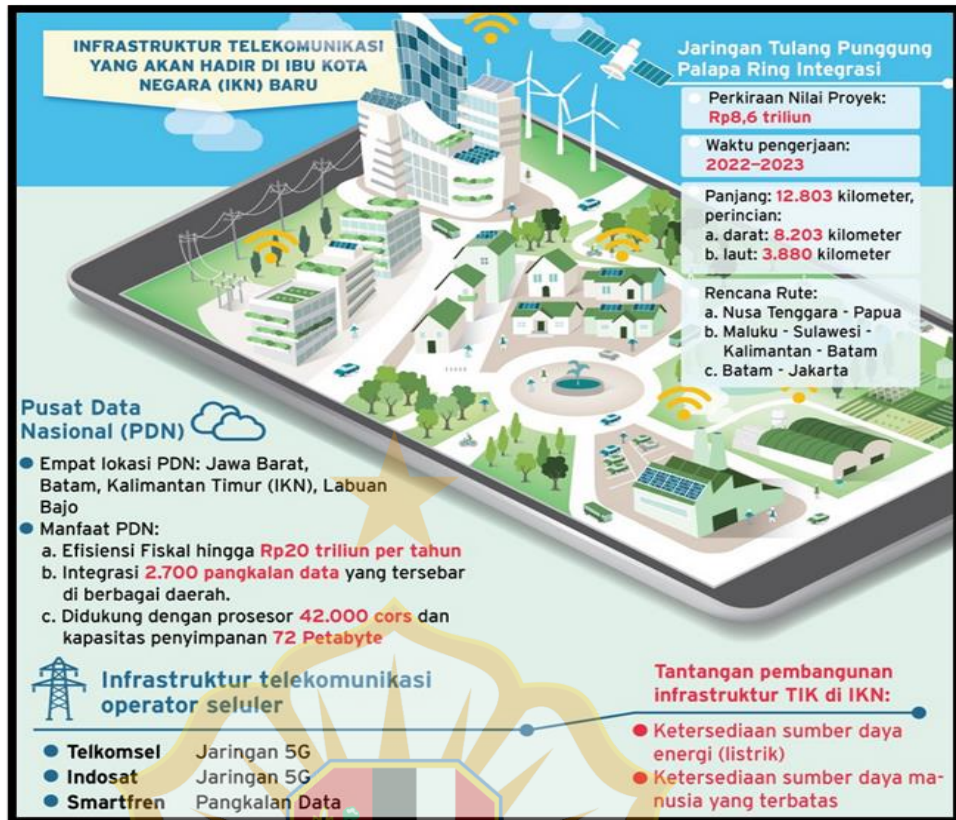 INFRASTRUKTUR TELEKOMUNIKASI
YANG AKAN HADIR DI IBU KOTA
NEGARA (IKN) BARU
Jaringan Tulang Punggung
Palapa Ring Integrasi
Perkiraan Nilai Proyek:
Rp8,6 triliun
Waktu pengerjaan:
2022–2023
Panjang: 12.803 kilometer,
perincian:
a. darat: 8.203 kilometer
b. laut: 3.880 kilometer
Rencana Rute:
a. Nusa Tenggara - Papua
b. Maluku - Sulawesi -
Kalimantan - Batam
c. Batam - Jakarta
Pusat Data
Nasional (PDN)
Empat lokasi PDN: Jawa Barat,
Batam, Kalimantan Timur (IKN), Labuan
Bajo
Manfaat PDN:
a. Efisiensi Fiskal hingga Rp20 triliun per tahun
b. Integrasi 2.700 pangkalan data yang tersebar
di berbagai daerah.
c. Didukung dengan prosesor 42.000 cors dan
kapasitas penyimpanan 72 Petabyte
Infrastruktur telekomunikasi
operator seluler
Telkomsel Jaringan 5G
Indosat Jaringan 5G
Smartfren Pangkalan Data
Tantangan pembangunan
infrastruktur TIK di IKN:
Ketersediaan sumber daya
energi (listrik)
Ketersediaan sumber daya ma-
nusia yang terbatas